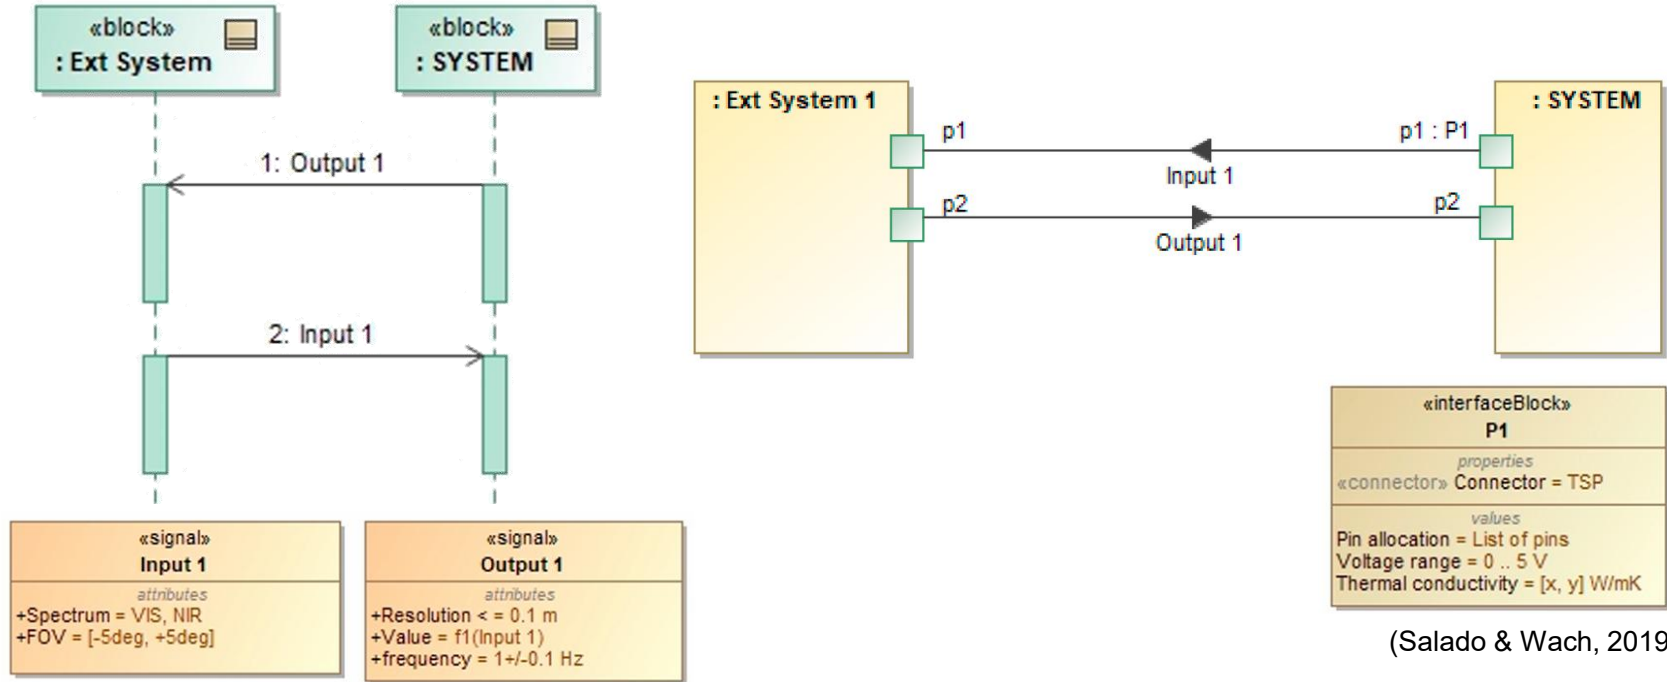 «block»
: Ext System
«block»
: SYSTEM
1: Output 1
2: Input 1
«signal»
Input 1
attributes
+Spectrum = VIS, NIR
+FOV = [-5deg, +5deg]
«signal»
Output 1
attributes
+Resolution < = 0.1 m
+Value = f1(Input 1)
+frequency = 1+/-0.1 Hz
: Ext System 1
: SYSTEM
p1
p1 : P1
Input 1
p2
p2
Output 1
«interfaceBlock»
P1
properties
«connector» Connector = TSP
values
Pin allocation = List of pins
Voltage range = 0 .. 5 V
Thermal conductivity = [x, y] W/mK
(Salado & Wach, 2019